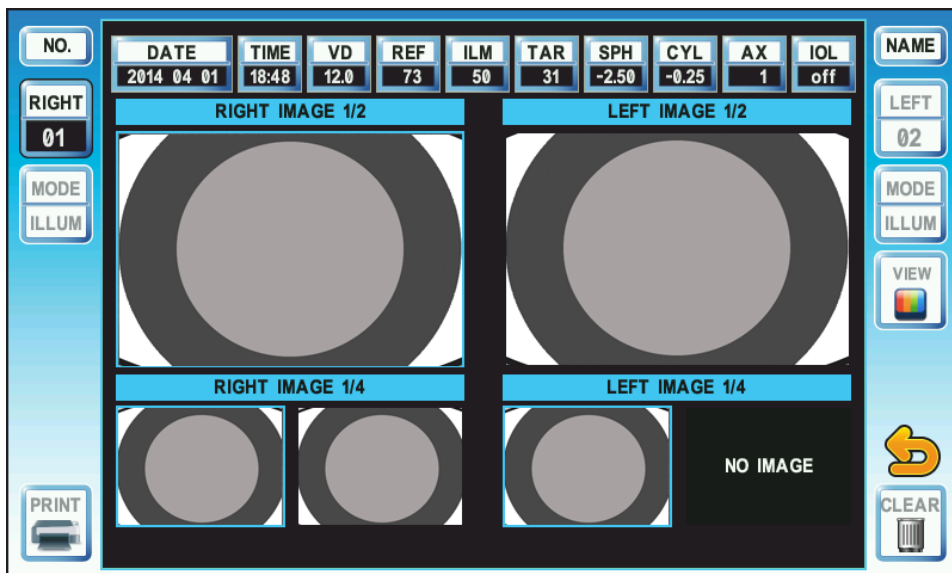 NO.
DATE TIME VD REF ILM TAR SPH CYL AX IOL
2014 04 01 18:48 12.0 73 50 31 -2.50 -0.25 1 off
NAME
RIGHT
01
RIGHT IMAGE 1/2 LEFT IMAGE 1/2
LEFT
02
MODE
ILLUM
MODE
ILLUM
VIEW
RIGHT IMAGE 1/4 LEFT IMAGE 1/4
NO IMAGE
PRINT
CLEAR